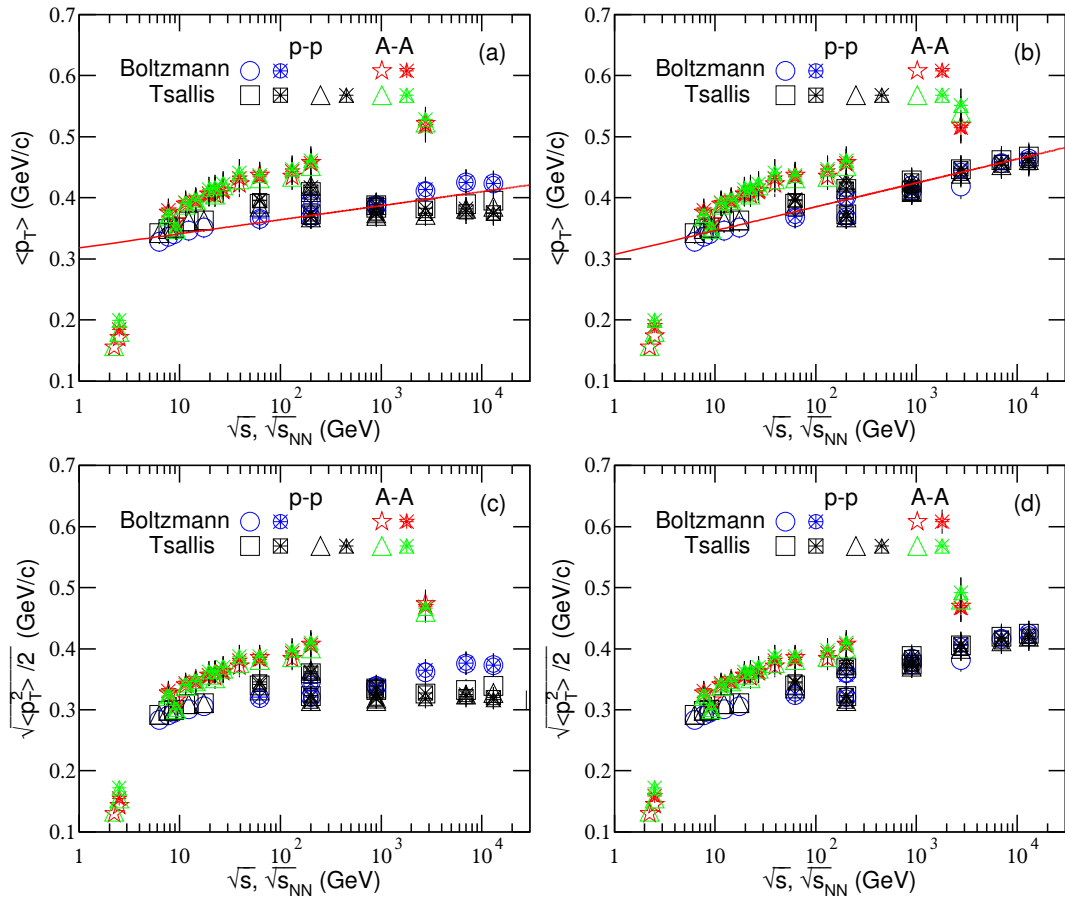 0.7
0.6
0.5
0.4
0.3
0.2
0.1
<p_T> (GeV/c)
p-p A-A (a)
Boltzmann
Tsallis
1 10 10^2 10^3 10^4
√s, √s_NN (GeV)
0.7
0.6
0.5
0.4
0.3
0.2
0.1
<p_T> (GeV/c)
p-p A-A (b)
Boltzmann
Tsallis
1 10 10^2 10^3 10^4
√s, √s_NN (GeV)
0.7
0.6
0.5
0.4
0.3
0.2
0.1
√<p_T^2>/2 (GeV/c)
p-p A-A (c)
Boltzmann
Tsallis
1 10 10^2 10^3 10^4
√s, √s_NN (GeV)
0.7
0.6
0.5
0.4
0.3
0.2
0.1
√<p_T^2>/2 (GeV/c)
p-p A-A (d)
Boltzmann
Tsallis
1 10 10^2 10^3 10^4
√s, √s_NN (GeV)